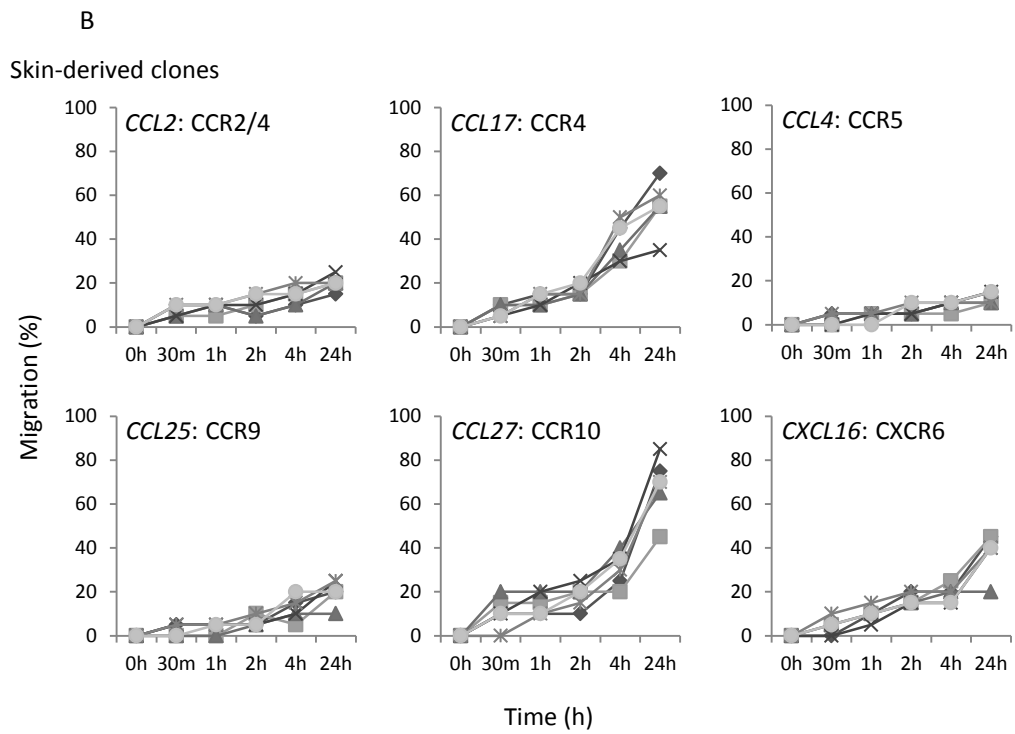 B
Skin-derived clones
CCL2: CCR2/4
100
80
60
40
20
0
0h 30m 1h 2h 4h 24h
CCL17: CCR4
100
80
60
40
20
0
0h 30m 1h 2h 4h 24h
CCL4: CCR5
100
80
60
40
20
0
0h 30m 1h 2h 4h 24h
Migration (%)
CCL25: CCR9
100
80
60
40
20
0
0h 30m 1h 2h 4h 24h
CCL27: CCR10
100
80
60
40
20
0
0h 30m 1h 2h 4h 24h
CXCL16: CXCR6
100
80
60
40
20
0
0h 30m 1h 2h 4h 24h
Time (h)